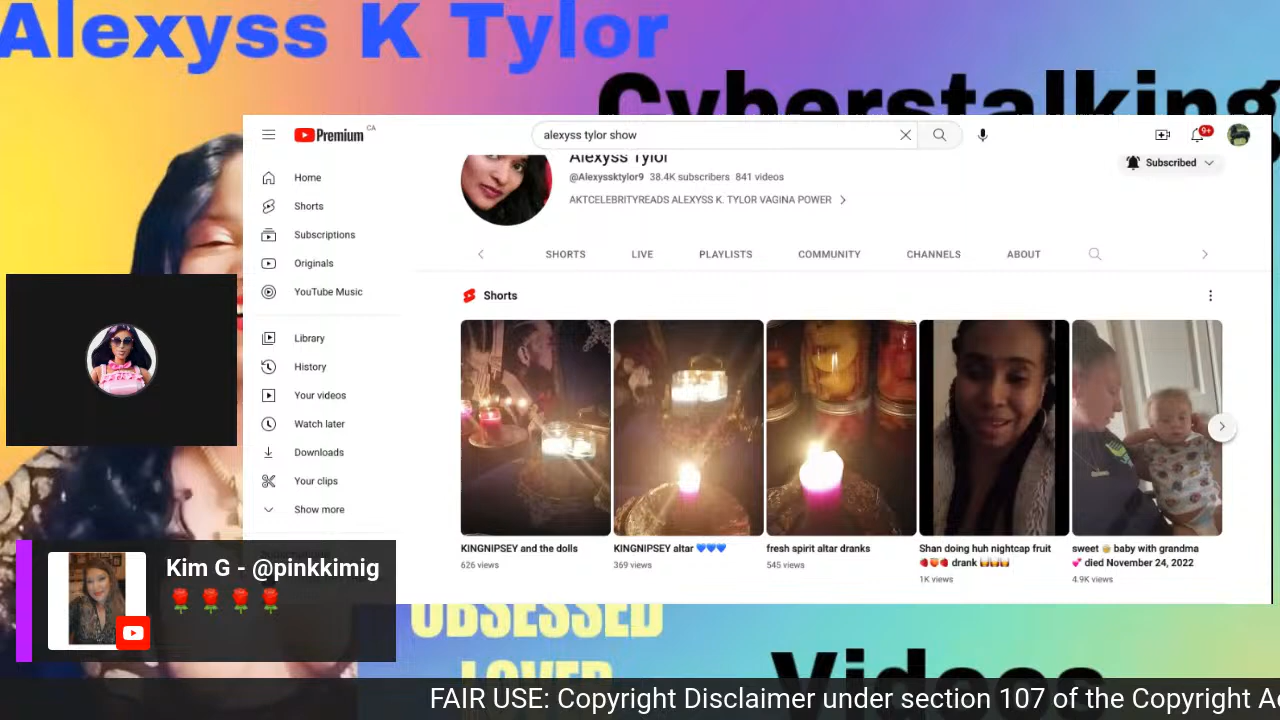 Alexyss K Tylor
Cyberstalking
Premium CA
alexyss tylor show
9+
Alexyss Tylor
@Alexyssktylor9 38.4K subscribers 841 videos
AKTCELEBRITYREADS ALEXYSS K. TYLOR VAGINA POWER
Subscribed
Home
Shorts
Subscriptions
Originals
YouTube Music
Library
History
Your videos
Watch later
Downloads
Your clips
Show more
SHORTS LIVE PLAYLISTS COMMUNITY CHANNELS ABOUT
Shorts
KINGNIPSEY and the dolls
626 views
KINGNIPSEY altar 💙💙💙
369 views
fresh spirit altar dranks
545 views
Shan doing huh nightcap fruit
🍓🍑🍓 drank 🙌🙌🙌
1K views
sweet 👼 baby with grandma
💕 died November 24, 2022
4.9K views
Kim G - @pinkkimig
🌹 🌹 🌹 🌹
OBSESSED
LOVER
Videos
FAIR USE: Copyright Disclaimer under section 107 of the Copyright A